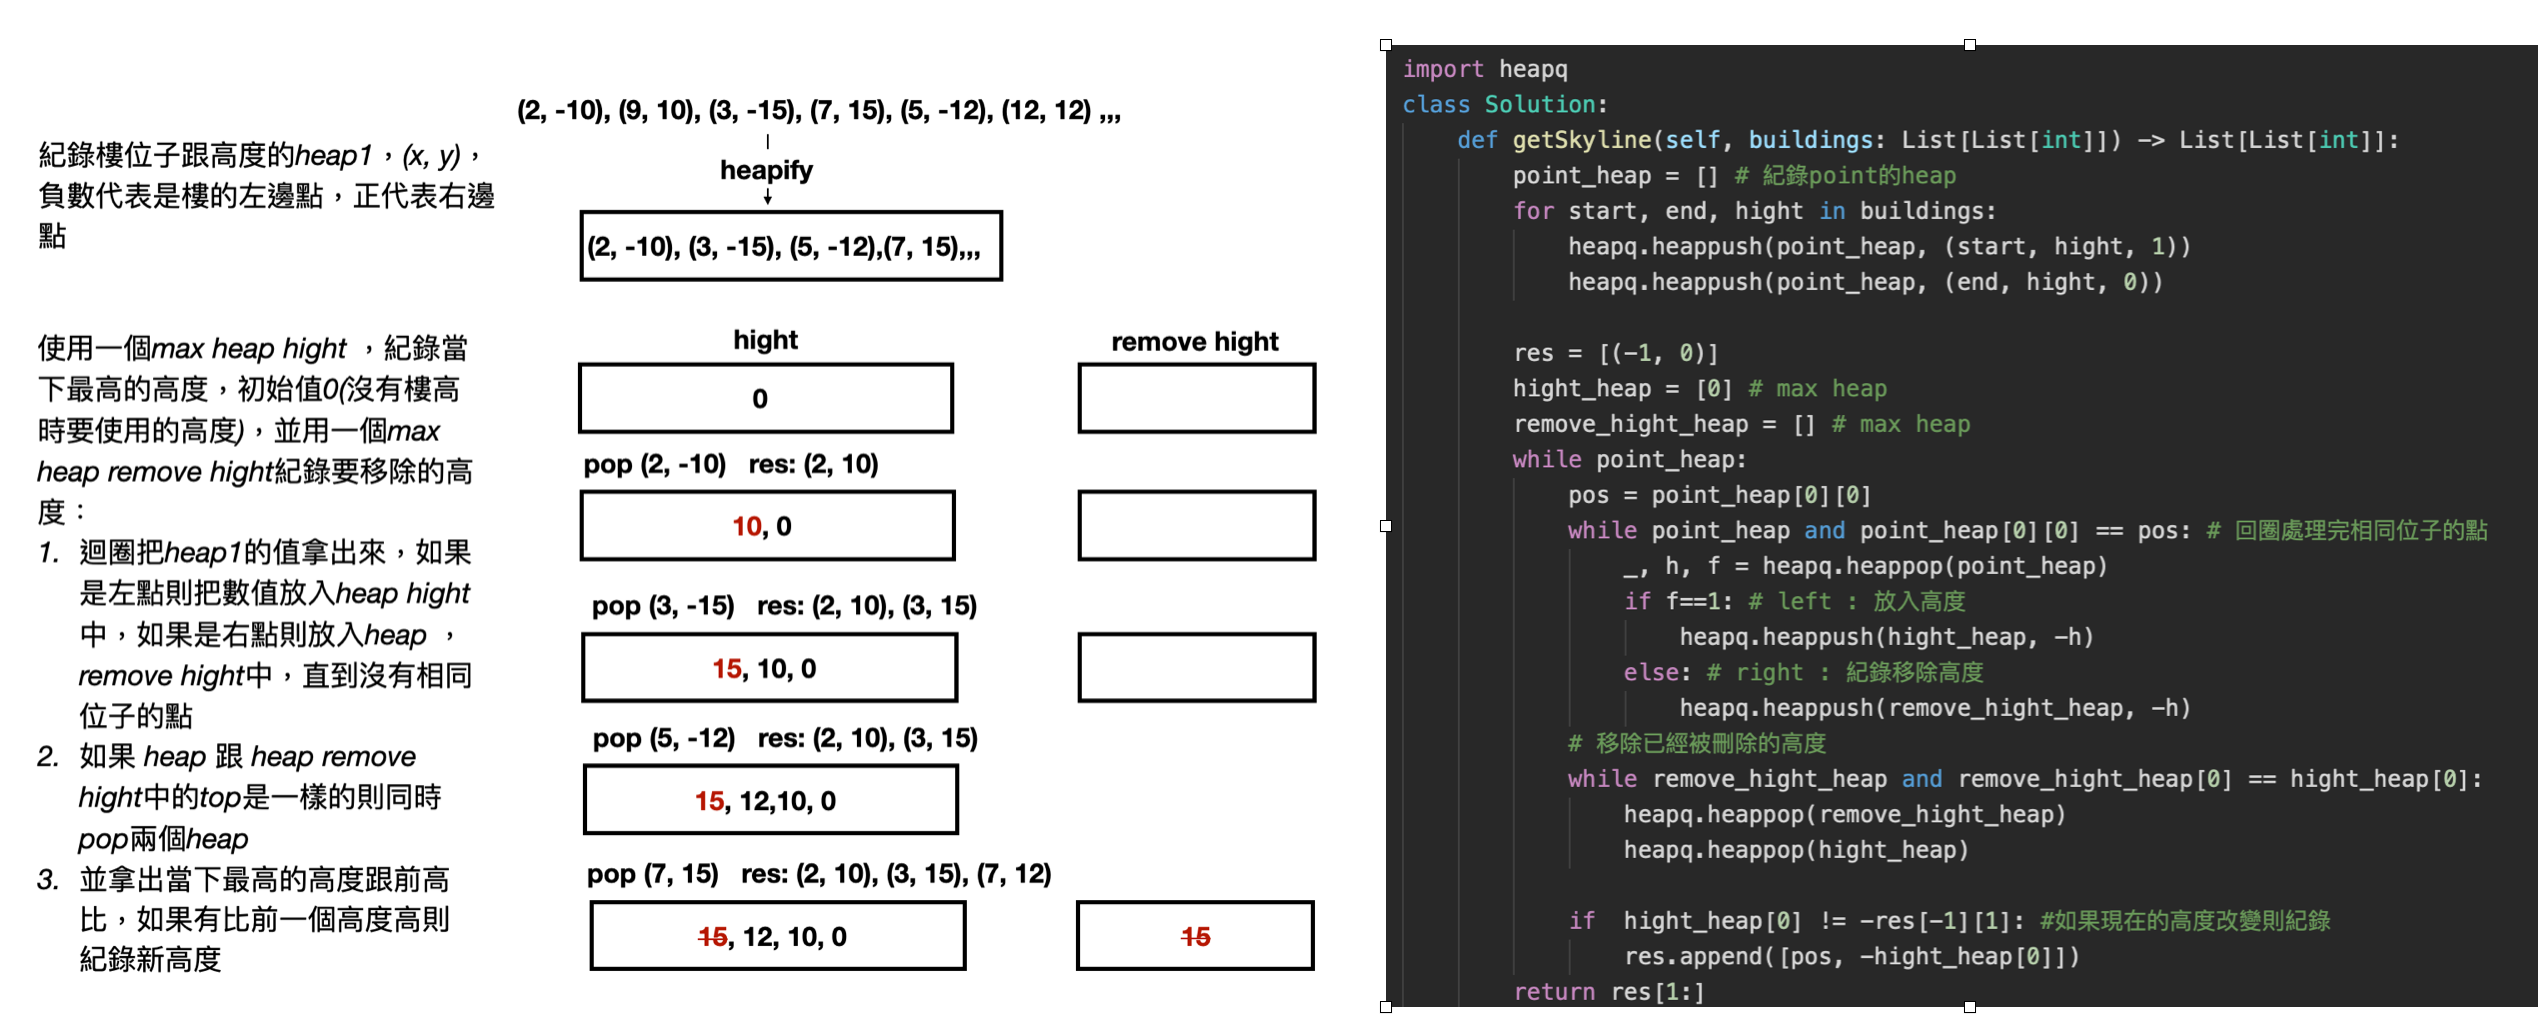 紀錄樓位子跟高度的heap1，(x, y)，
負數代表是樓的左邊點，正代表右邊
點
(2, -10), (9, 10), (3, -15), (7, 15), (5, -12), (12, 12) ,,,
heapify
(2, -10), (3, -15), (5, -12),(7, 15),,,
使用一個max heap hight ，紀錄當
下最高的高度，初始值0(沒有樓高
時要使用的高度)，並用一個max
heap remove hight紀錄要移除的高
度：
1. 迴圈把heap1的值拿出來，如果
是左點則把數值放入heap hight
中，如果是右點則放入heap ，
remove hight中，直到沒有相同
位子的點
2. 如果 heap 跟 heap remove
hight中的top是一樣的則同時
pop兩個heap
3. 並拿出當下最高的高度跟前高
比，如果有比前一個高度高則
紀錄新高度
hight
remove hight
0
pop (2, -10) res: (2, 10)
10, 0
pop (3, -15) res: (2, 10), (3, 15)
15, 10, 0
pop (5, -12) res: (2, 10), (3, 15)
15, 12,10, 0
pop (7, 15) res: (2, 10), (3, 15), (7, 12)
15, 12, 10, 0
15
import heapq
class Solution:
def getSkyline(self, buildings: List[List[int]]) -> List[List[int]]:
point_heap = [] # 紀錄point的heap
for start, end, hight in buildings:
heapq.heappush(point_heap, (start, hight, 1))
heapq.heappush(point_heap, (end, hight, 0))
res = [(-1, 0)]
hight_heap = [0] # max heap
remove_hight_heap = [] # max heap
while point_heap:
pos = point_heap[0][0]
while point_heap and point_heap[0][0] == pos: # 回圈處理完相同位子的點
_, h, f = heapq.heappop(point_heap)
if f==1: # left : 放入高度
heapq.heappush(hight_heap, -h)
else: # right : 紀錄移除高度
heapq.heappush(remove_hight_heap, -h)
# 移除已經被刪除的高度
while remove_hight_heap and remove_hight_heap[0] == hight_heap[0]:
heapq.heappop(remove_hight_heap)
heapq.heappop(hight_heap)
if  hight_heap[0] != -res[-1][1]: #如果現在的高度改變則紀錄
res.append([pos, -hight_heap[0]])
return res[1:]